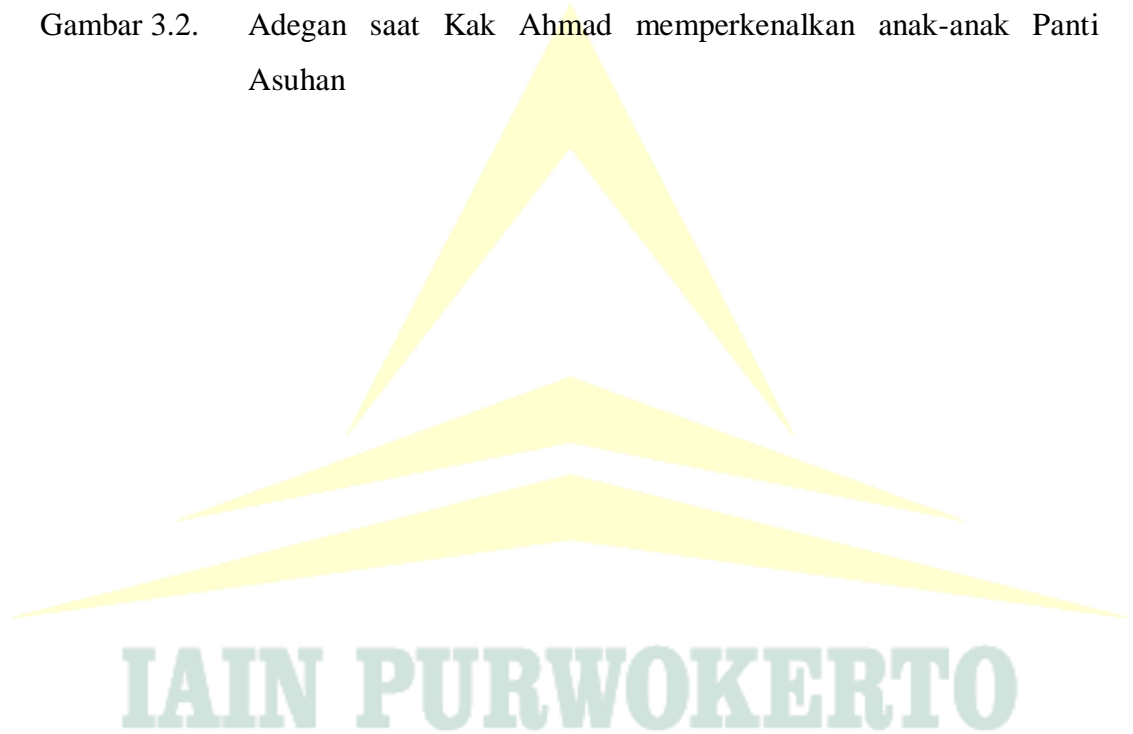 Gambar 3.2. Adegan saat Kak Ahmad memperkenalkan anak-anak Panti
Asuhan
IAIN PURWOKERTO